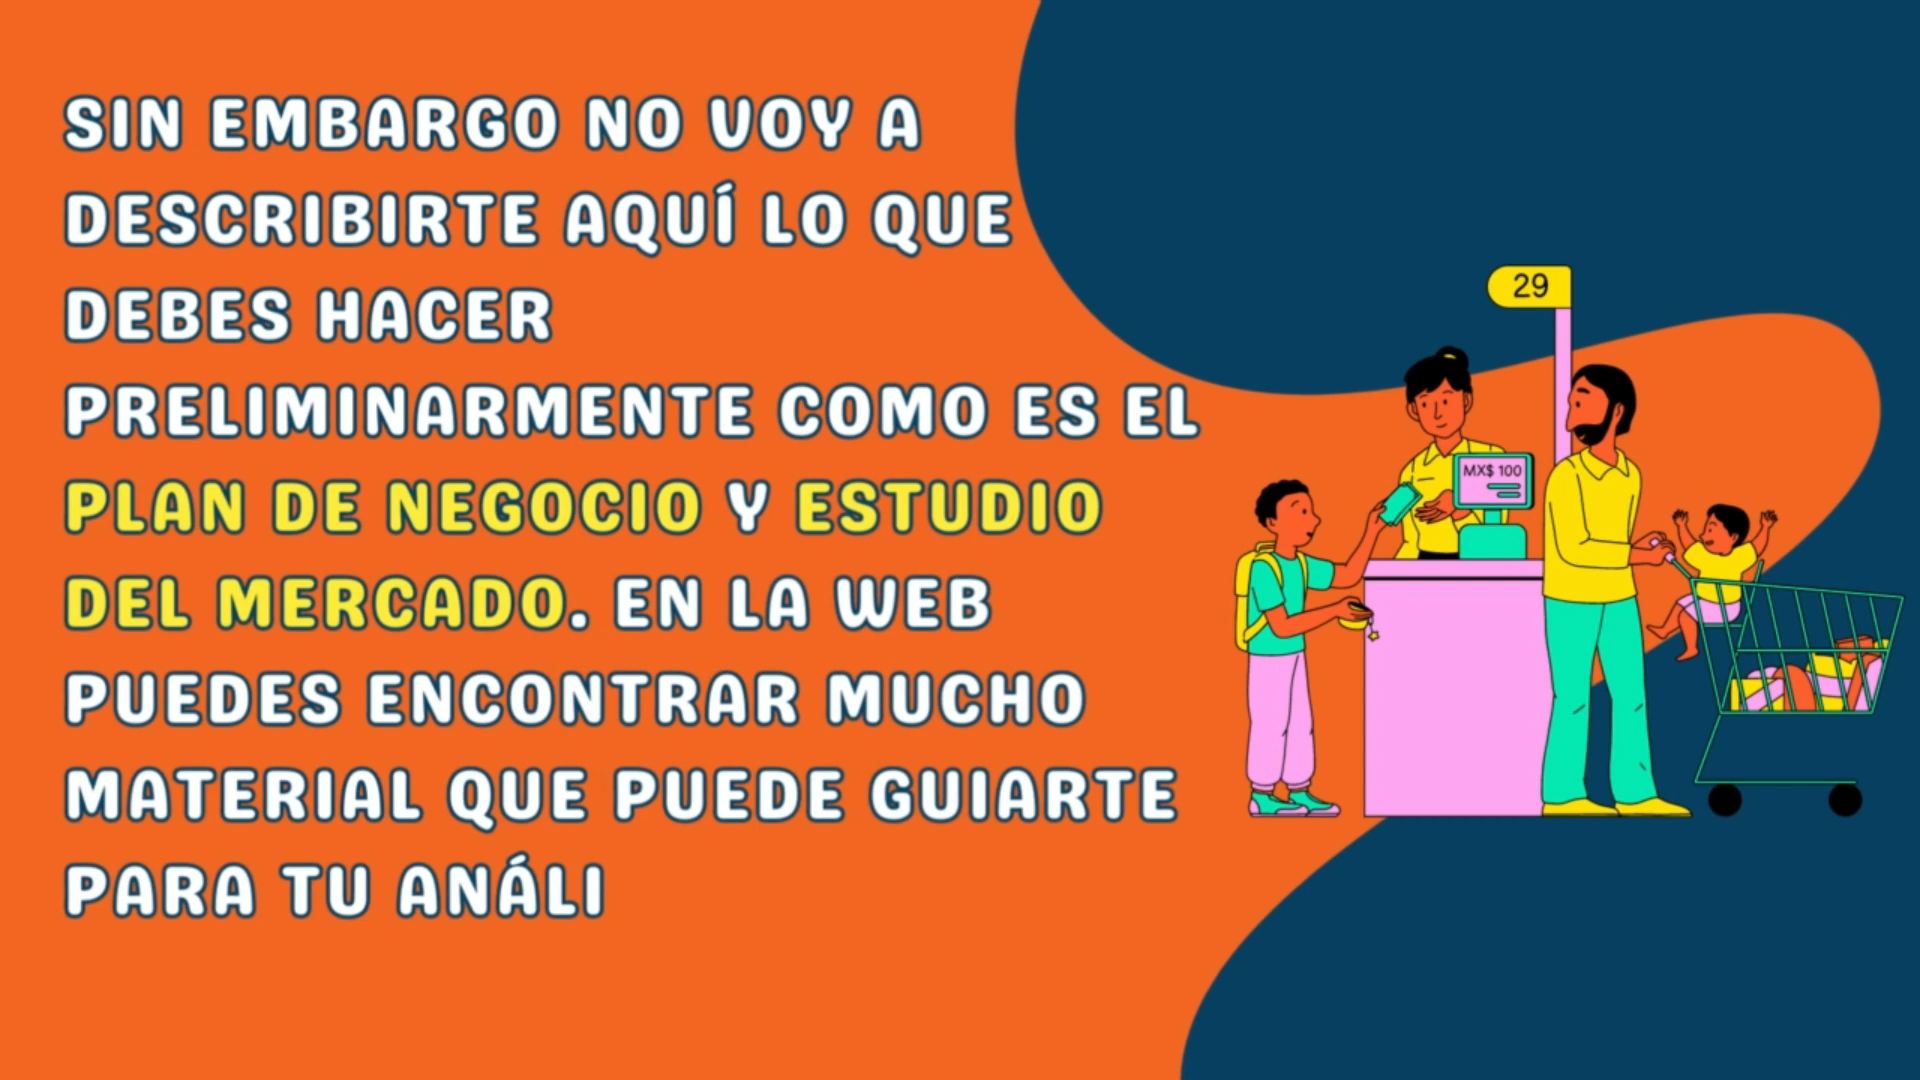 SIN EMBARGO NO VOY A
DESCRIBIRTE AQUÍ LO QUE
DEBES HACER
PRELIMINARMENTE COMO ES EL
PLAN DE NEGOCIO Y ESTUDIO
DEL MERCADO. EN LA WEB
PUEDES ENCONTRAR MUCHO
MATERIAL QUE PUEDE GUIARTE
PARA TU ANÁLI
29
MX$ 100